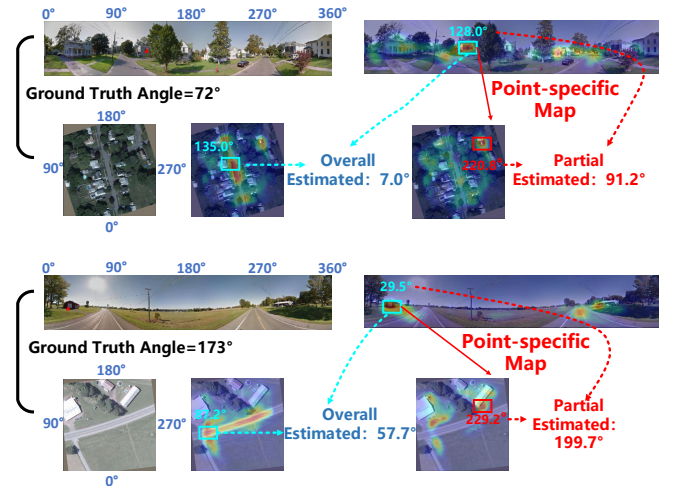 0° 90° 180° 270° 360°
128.0°
Ground Truth Angle=72°
Point-specific
Map
180°
90° 270°
0°
135.0°
Overall
Estimated: 7.0°
220.8°
Partial
Estimated: 91.2°
0° 90° 180° 270° 360°
29.5°
Ground Truth Angle=173°
Point-specific
Map
180°
90° 270°
0°
87.2°
Overall
Estimated: 57.7°
229.2°
Partial
Estimated:
199.7°